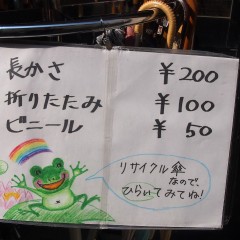 長かさ ¥200
折りたたみ ¥100
ビニール ¥50
リサイクル傘
なので、
ひらいてみてね!